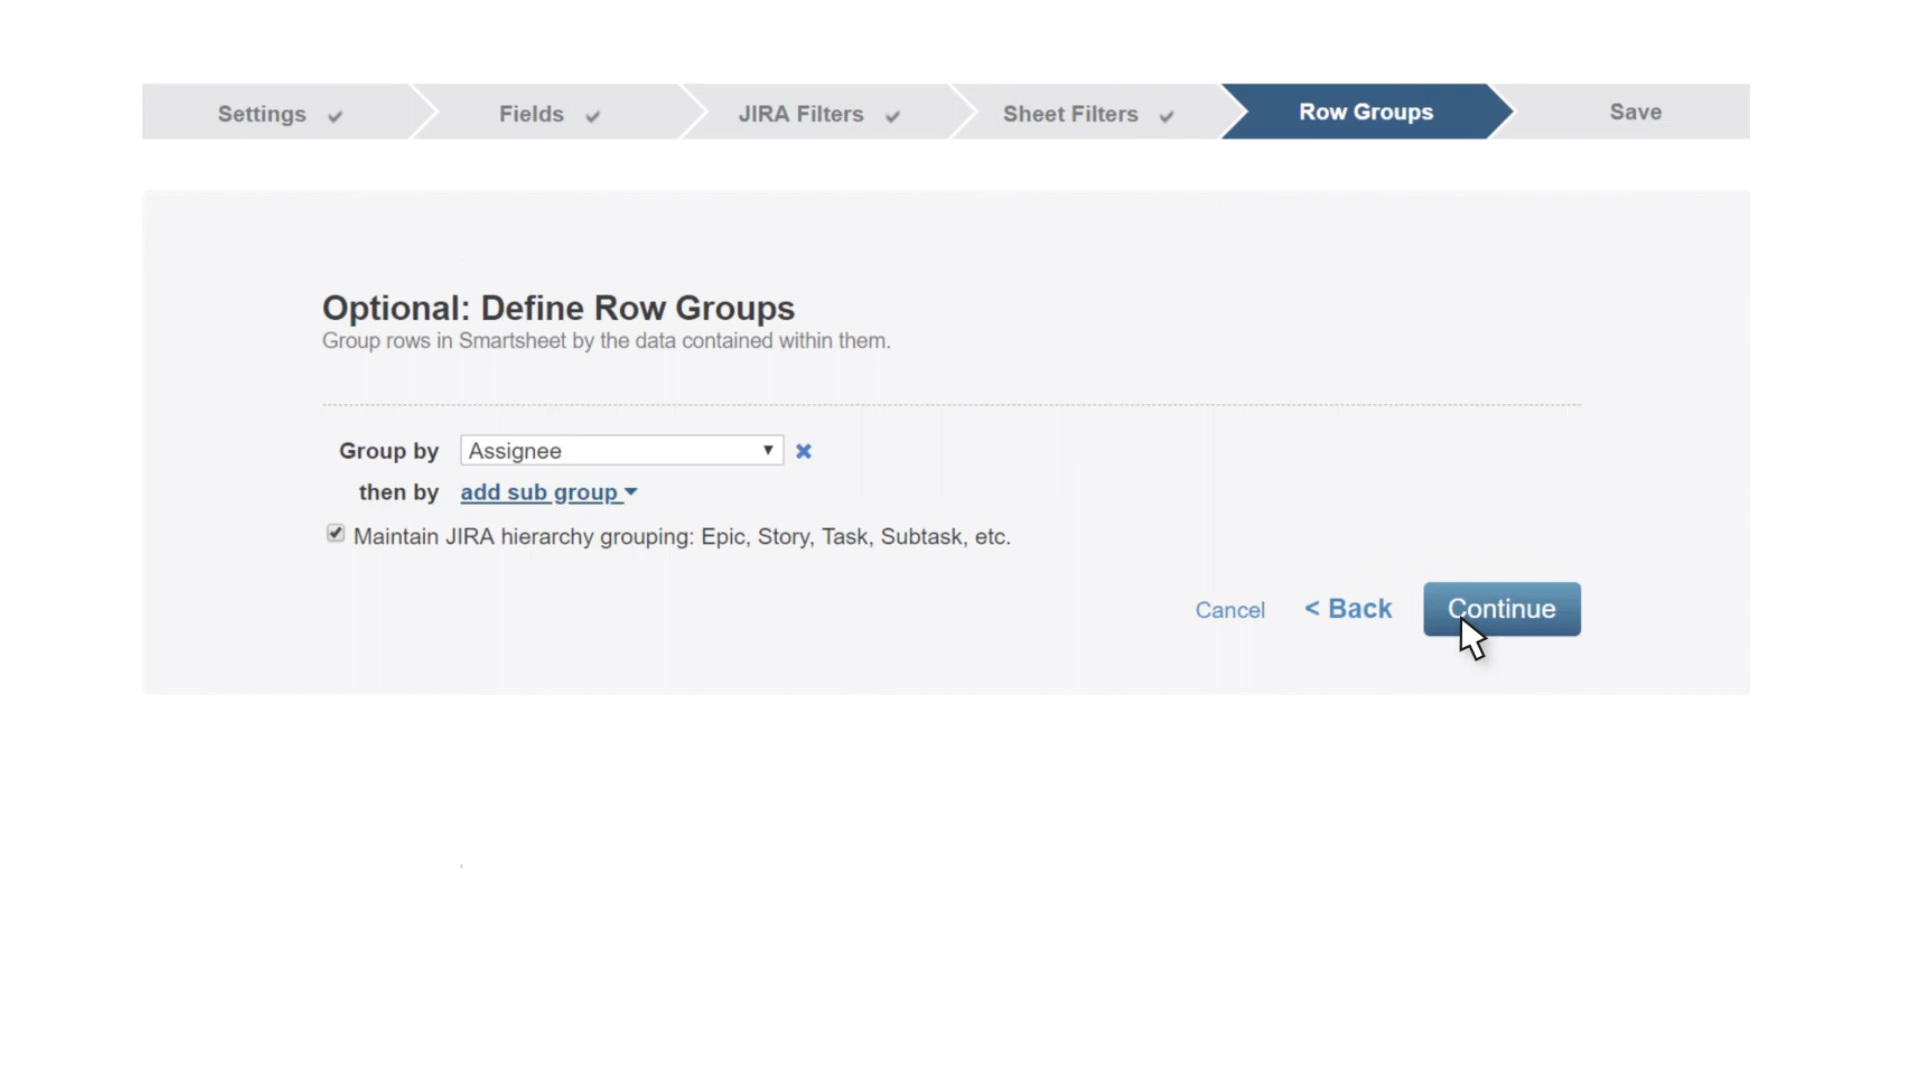 Settings
Fields
JIRA Filters
Sheet Filters
Row Groups
Save
Optional: Define Row Groups
Group rows in Smartsheet by the data contained within them.
Group by Assignee
then by add sub group
Maintain JIRA hierarchy grouping: Epic, Story, Task, Subtask, etc.
Cancel < Back Continue